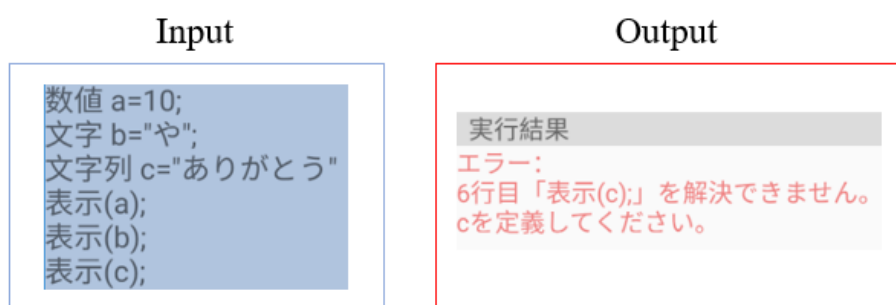 Input
数値 a=10;
文字 b="や";
文字列 c="ありがとう"
表示(a);
表示(b);
表示(c);
Output
実行結果
エラー:
6行目「表示(c);」を解決できません。
cを定義してください。